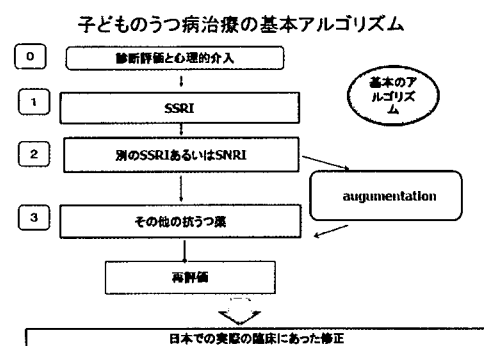 子どものうつ病治療の基本アルゴリズム
0
診断評価と心理的介入
基本のア
ルゴリズ
ム
1
SSRI
2
別のSSRIあるいはSNRI
augumentation
3
その他の抗うつ薬
再評価
日本での実際の臨床にあった修正